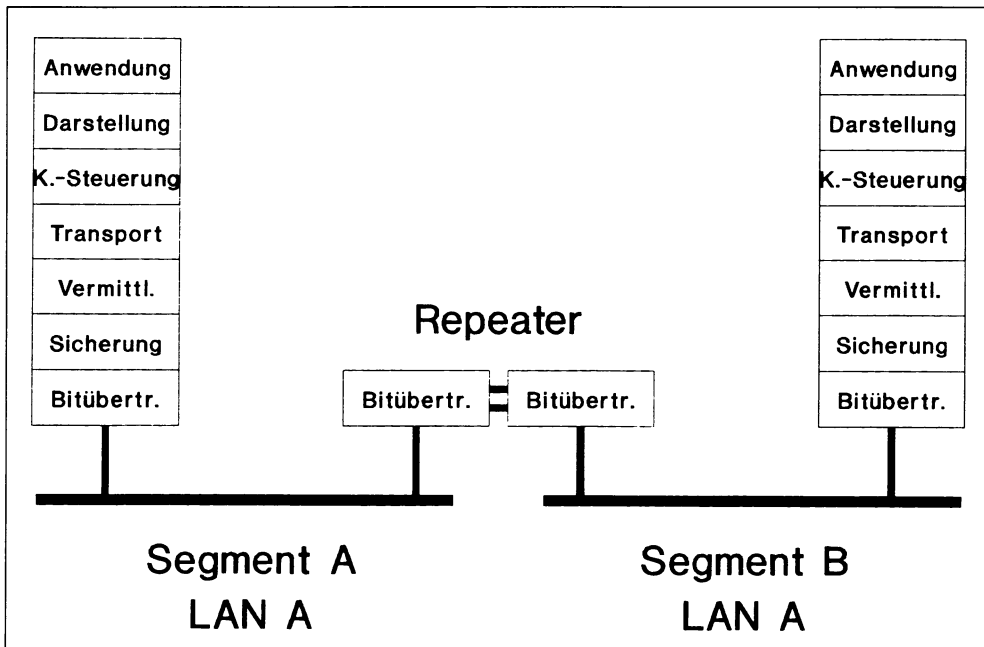 Anwendung
Darstellung
K.-Steuerung
Transport
Vermittl.
Sicherung
Bitübertr.
Repeater
Bitübertr.
Bitübertr.
Anwendung
Darstellung
K.-Steuerung
Transport
Vermittl.
Sicherung
Bitübertr.
Segment A
LAN A
Segment B
LAN A